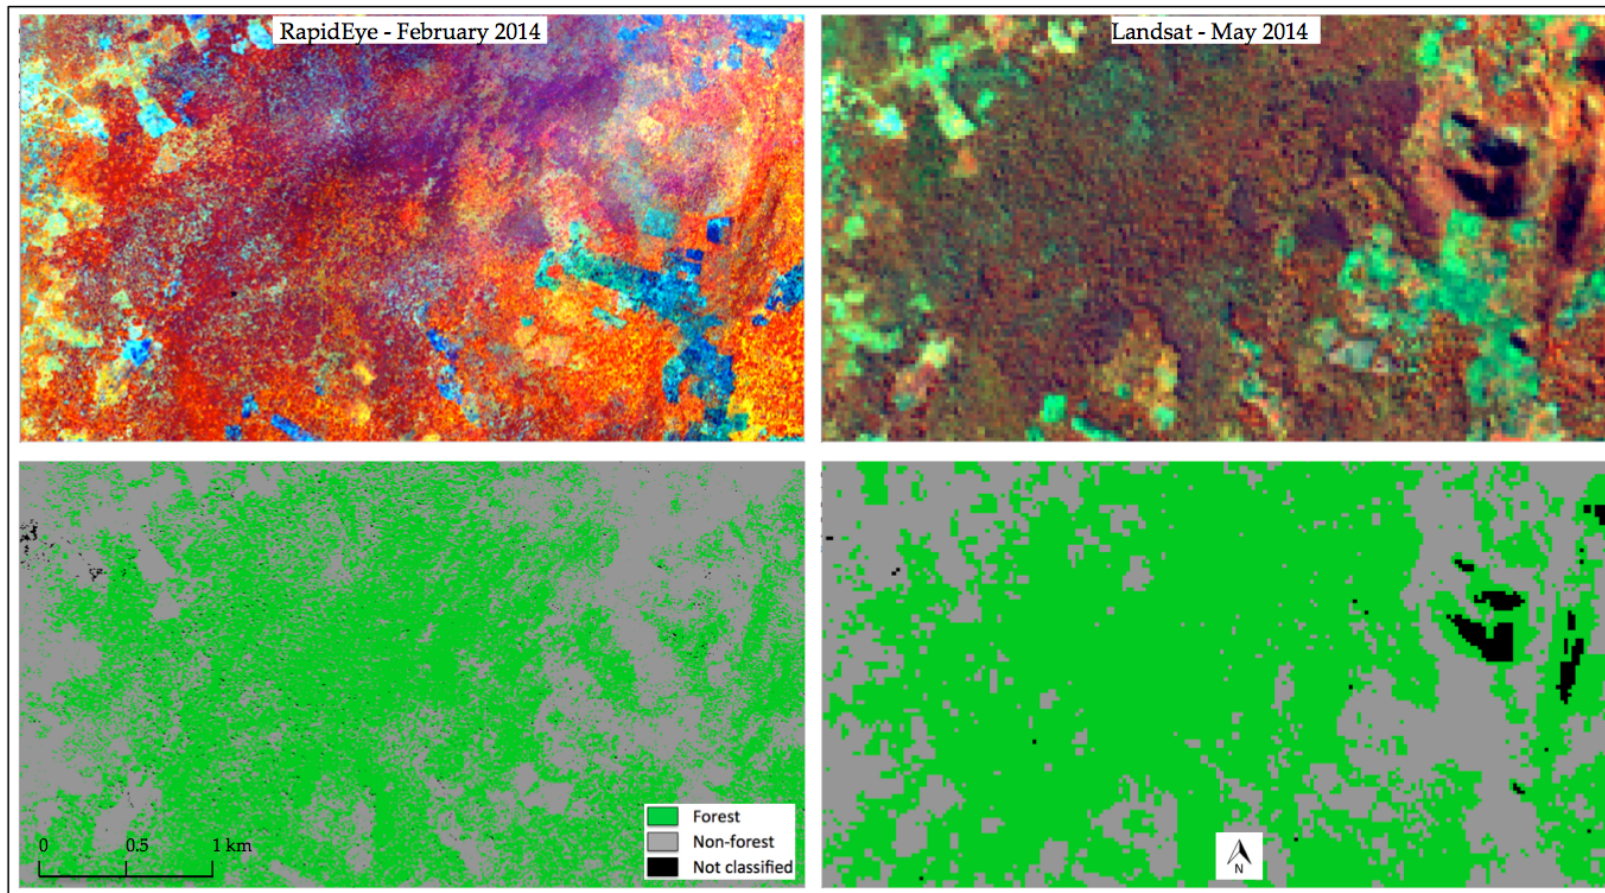 RapidEye - February 2014
Landsat - May 2014
Forest
Non-forest
Not classified
0 0.5 1 km
N